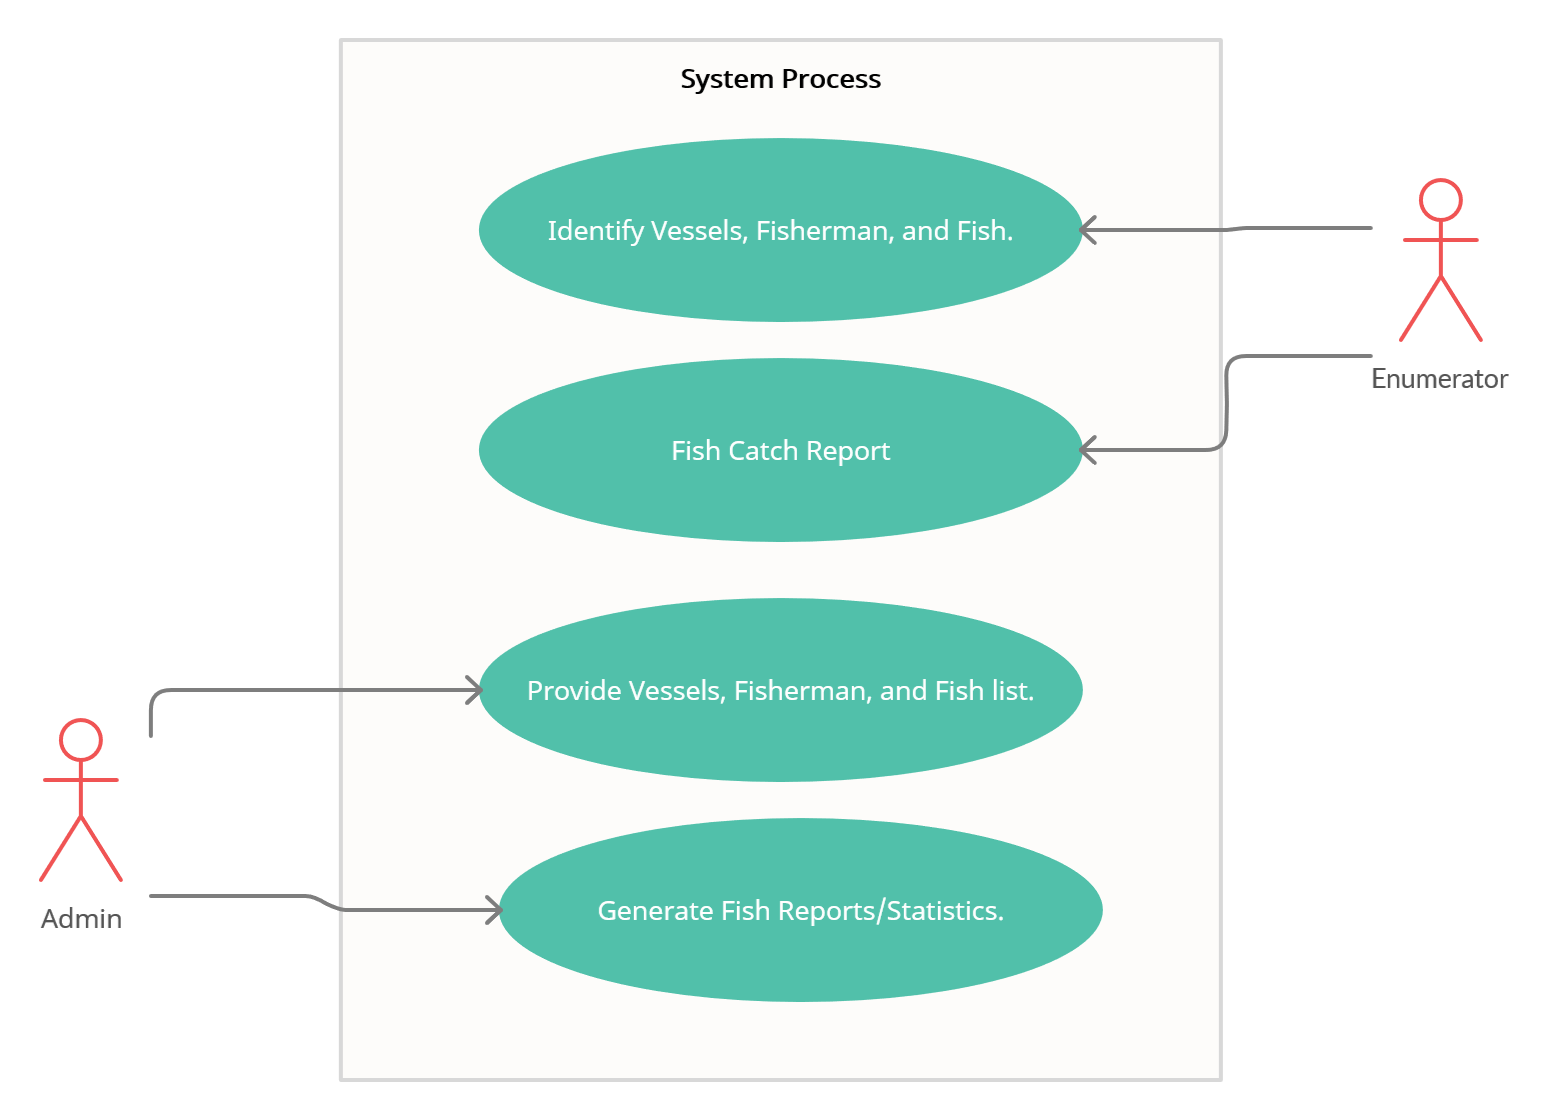 System Process
Identify Vessels, Fisherman, and Fish.
Fish Catch Report
Enumerator
Provide Vessels, Fisherman, and Fish list.
Generate Fish Reports/Statistics.
Admin